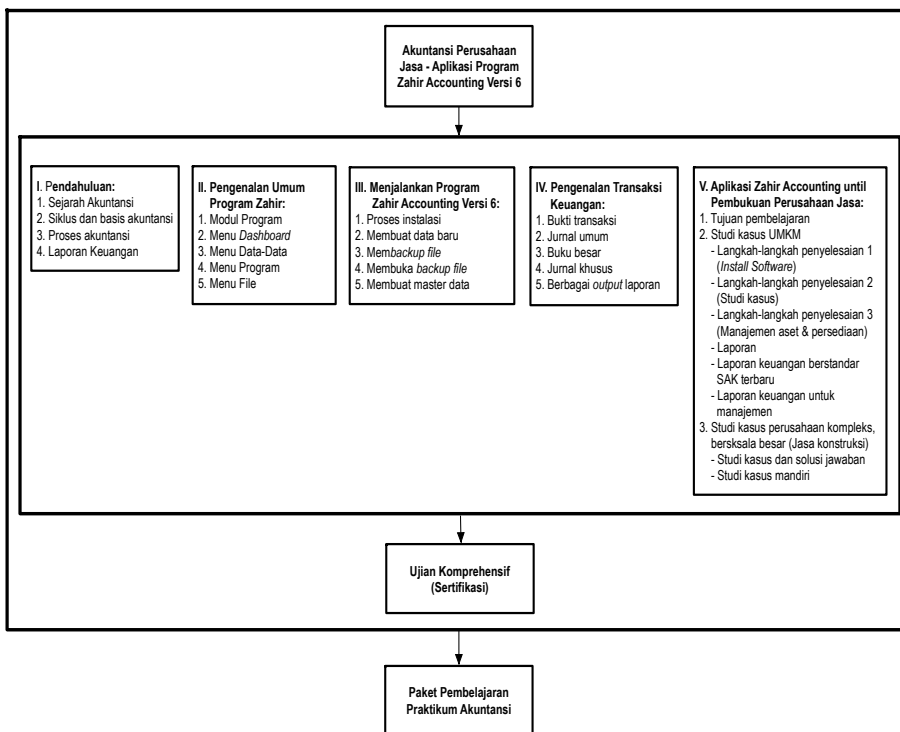 Akuntansi Perusahaan
Jasa - Aplikasi Program
Zahir Accounting Versi 6
I. Pendahuluan:
1. Sejarah Akuntansi
2. Siklus dan basis akuntansi
3. Proses akuntansi
4. Laporan Keuangan
II. Pengenalan Umum
Program Zahir:
1. Modul Program
2. Menu Dashboard
3. Menu Data-Data
4. Menu Program
5. Menu File
III. Menjalankan Program
Zahir Accounting Versi 6:
1. Proses instalasi
2. Membuat data baru
3. Membackup file
4. Membuka backup file
5. Membuat master data
IV. Pengenalan Transaksi
Keuangan:
1. Bukti transaksi
2. Jurnal umum
3. Buku besar
4. Jurnal khusus
5. Berbagai output laporan
V. Aplikasi Zahir Accounting until
Pembukuan Perusahaan Jasa:
1. Tujuan pembelajaran
2. Studi kasus UMKM
- Langkah-langkah penyelesaian 1
(Install Software)
- Langkah-langkah penyelesaian 2
(Studi kasus)
- Langkah-langkah penyelesaian 3
(Manajemen aset & persediaan)
- Laporan
- Laporan keuangan berstandar
SAK terbaru
- Laporan keuangan untuk
manajemen
3. Studi kasus perusahaan kompleks,
bersksala besar (Jasa konstruksi)
- Studi kasus dan solusi jawaban
- Studi kasus mandiri
Ujian Komprehensif
(Sertifikasi)
Paket Pembelajaran
Praktikum Akuntansi